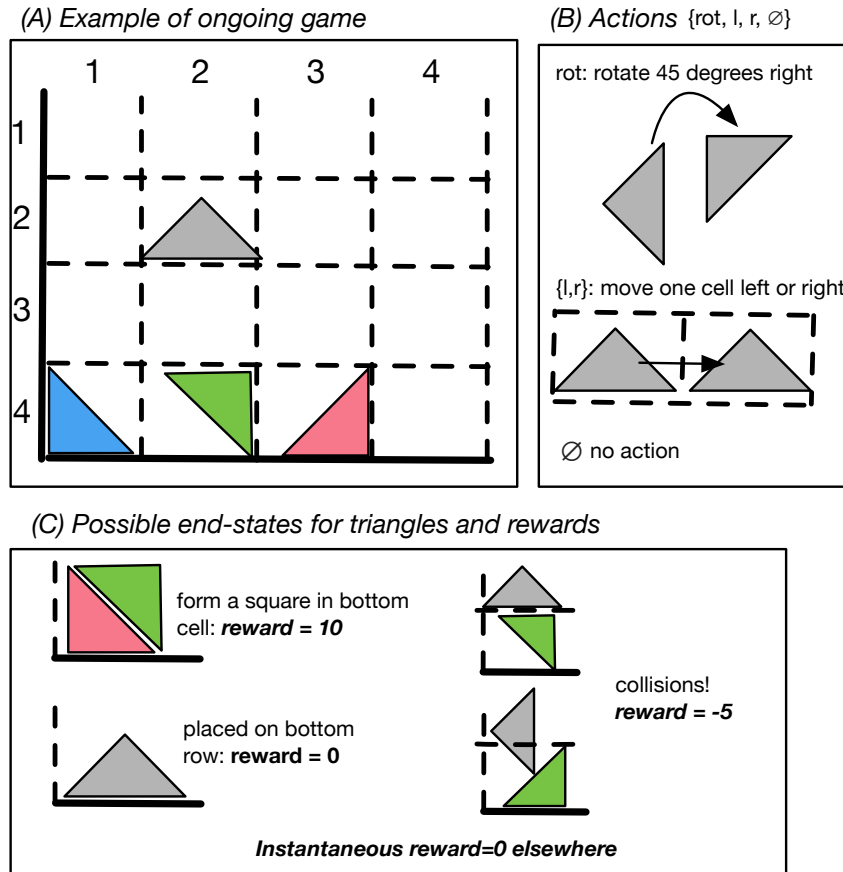 (A) Example of ongoing game
1 2 3 4
1
2
3
4
(B) Actions {rot, l, r, ∅}
rot: rotate 45 degrees right
{l,r}: move one cell left or right
∅ no action
(C) Possible end-states for triangles and rewards
form a square in bottom
cell: reward = 10
placed on bottom
row: reward = 0
collisions!
reward = -5
Instantaneous reward=0 elsewhere